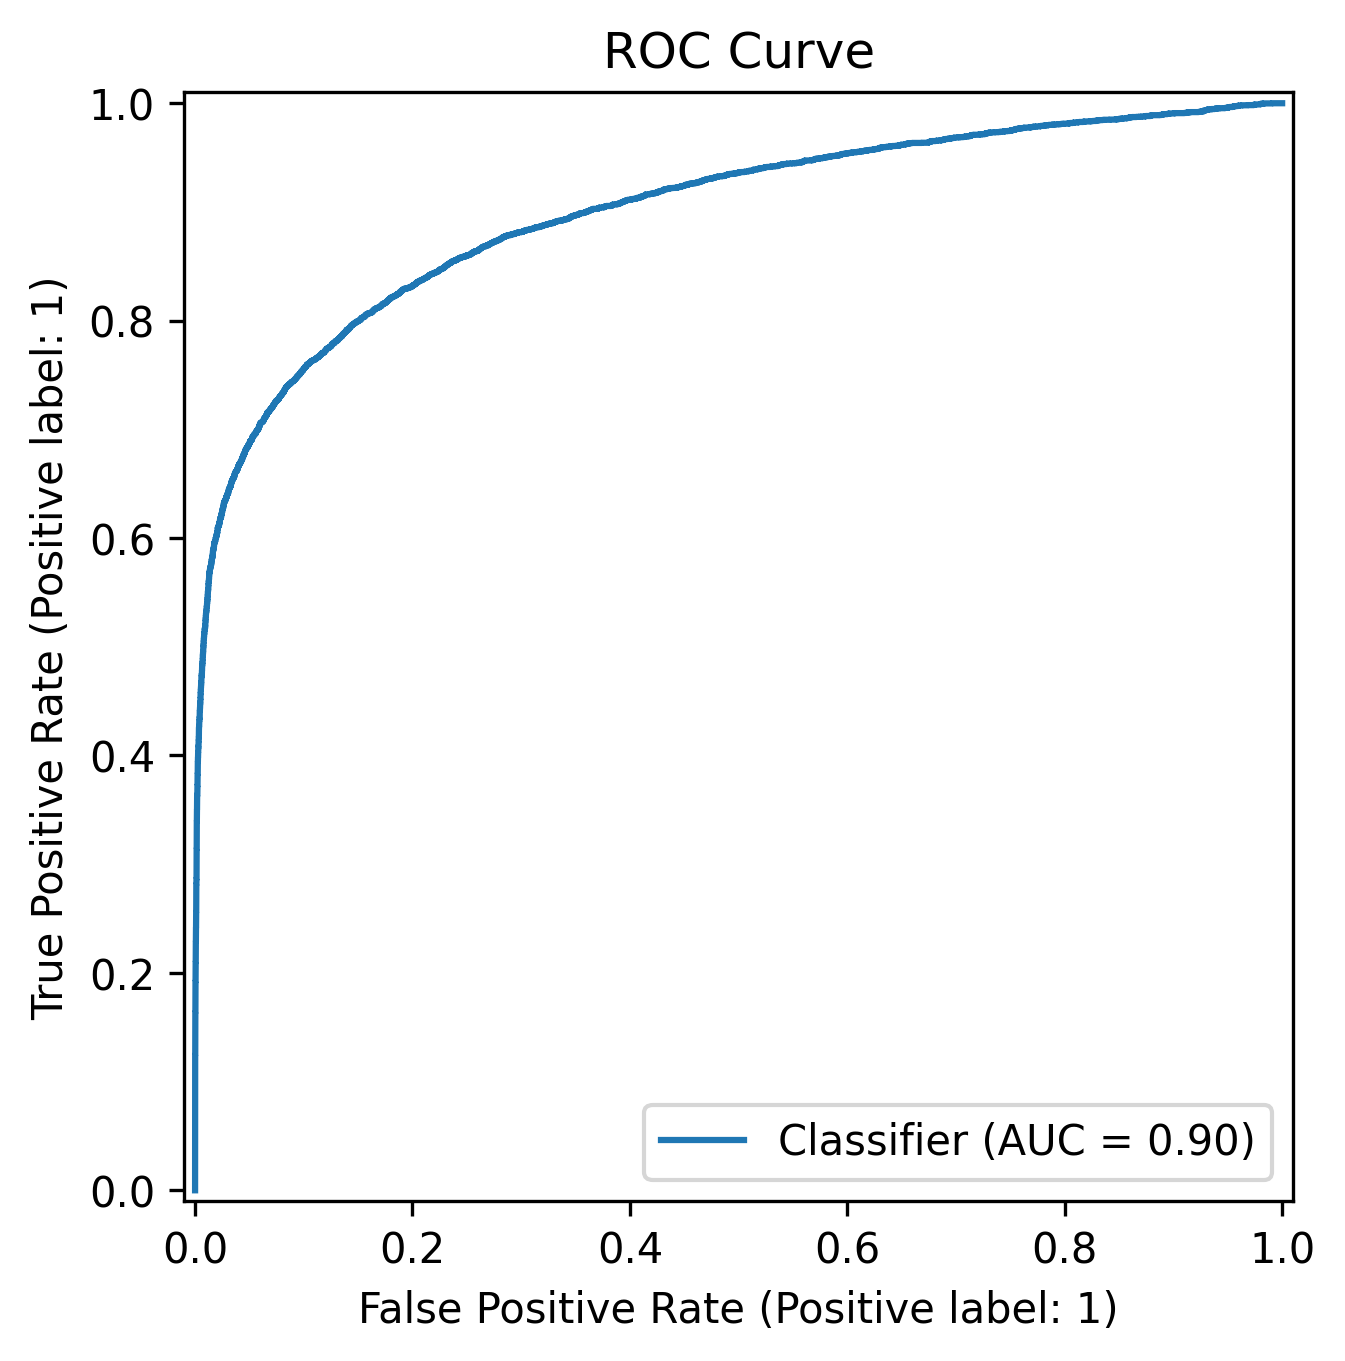 ROC Curve
True Positive Rate (Positive label: 1)
1.0
0.8
0.6
0.4
0.2
0.0
Classifier (AUC = 0.90)
0.0 0.2 0.4 0.6 0.8 1.0
False Positive Rate (Positive label: 1)